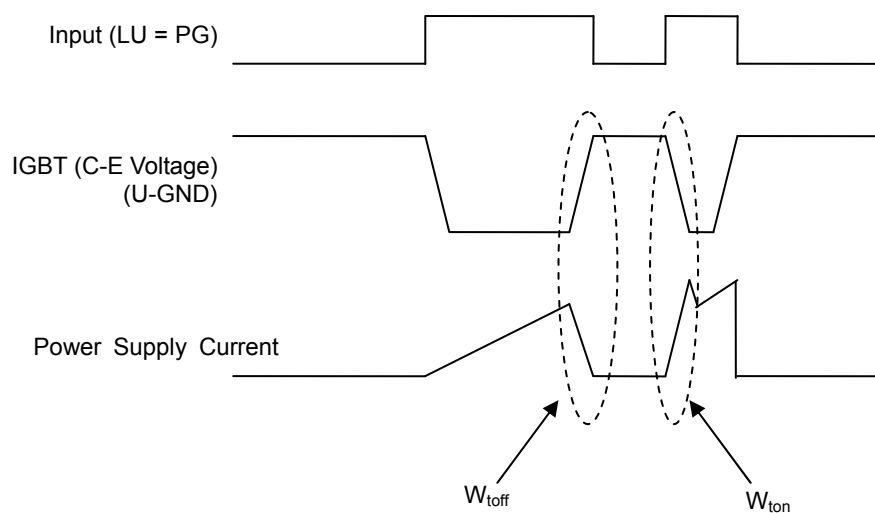 Input (LU = PG)
IGBT (C-E Voltage)
(U-GND)
Power Supply Current
Wtoff
Wton